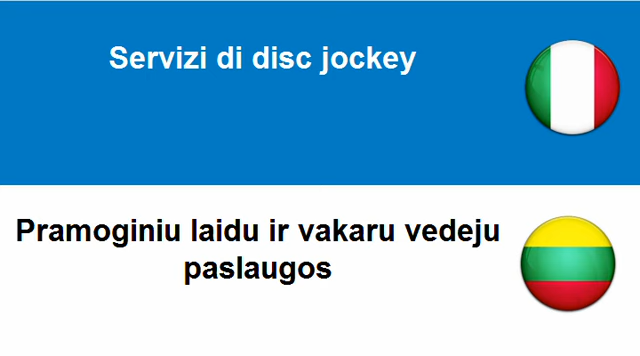 Servizi di disc jockey
Pramoginiu laidu ir vakaru vedeju
paslaugos